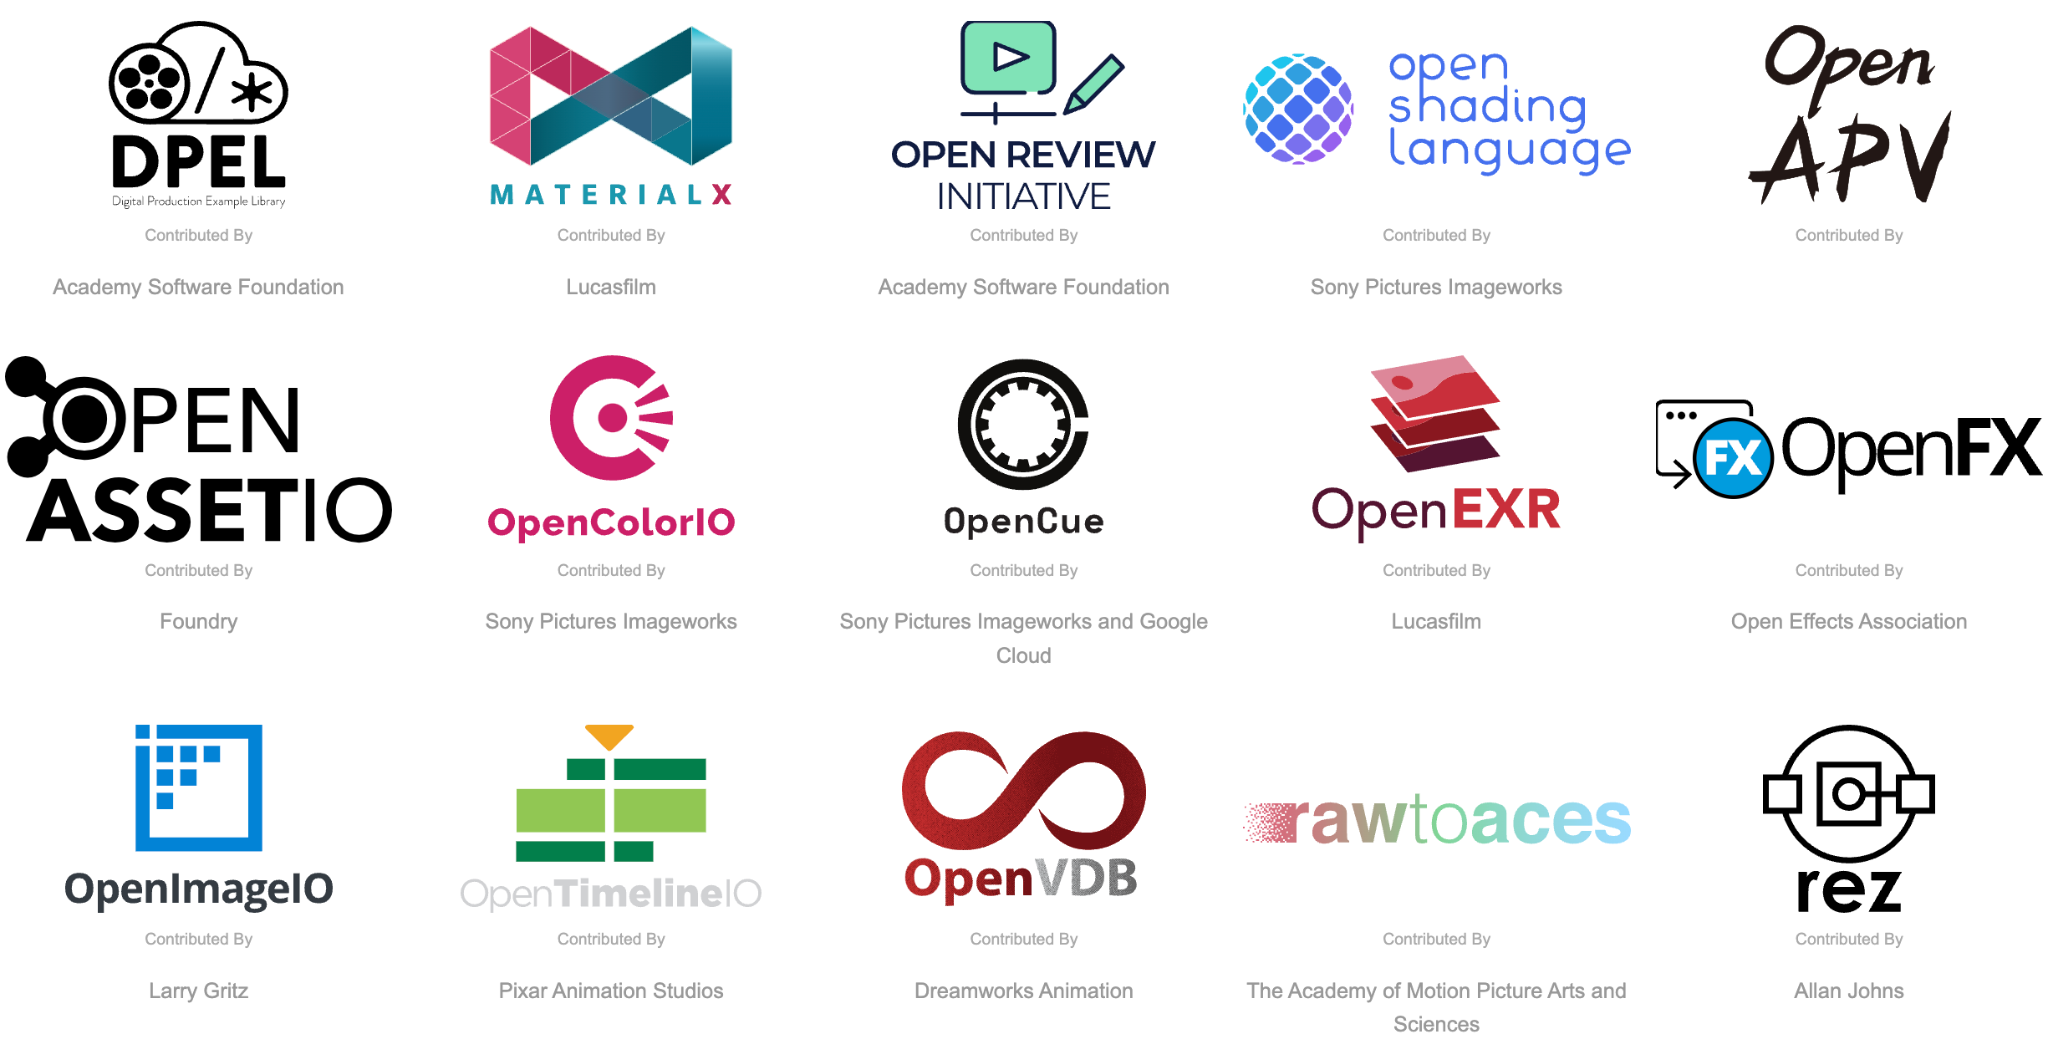 DPEL
Digital Production Example Library
Contributed By
Academy Software Foundation
MATERIALX
Contributed By
Lucasfilm
OPEN REVIEW
INITIATIVE
Contributed By
Academy Software Foundation
open
shading
language
Contributed By
Sony Pictures Imageworks
Open
APV
Contributed By
OPEN
ASSETIO
Contributed By
Foundry
OpenColorIO
Contributed By
Sony Pictures Imageworks
OpenCue
Contributed By
Sony Pictures Imageworks and Google
Cloud
OpenEXR
Contributed By
Lucasfilm
FX
OpenFX
Contributed By
Open Effects Association
OpenImageIO
Contributed By
Larry Gritz
OpenTimelineIO
Contributed By
Pixar Animation Studios
OpenVDB
Contributed By
Dreamworks Animation
rawtoaces
Contributed By
The Academy of Motion Picture Arts and
Sciences
rez
Contributed By
Allan Johns